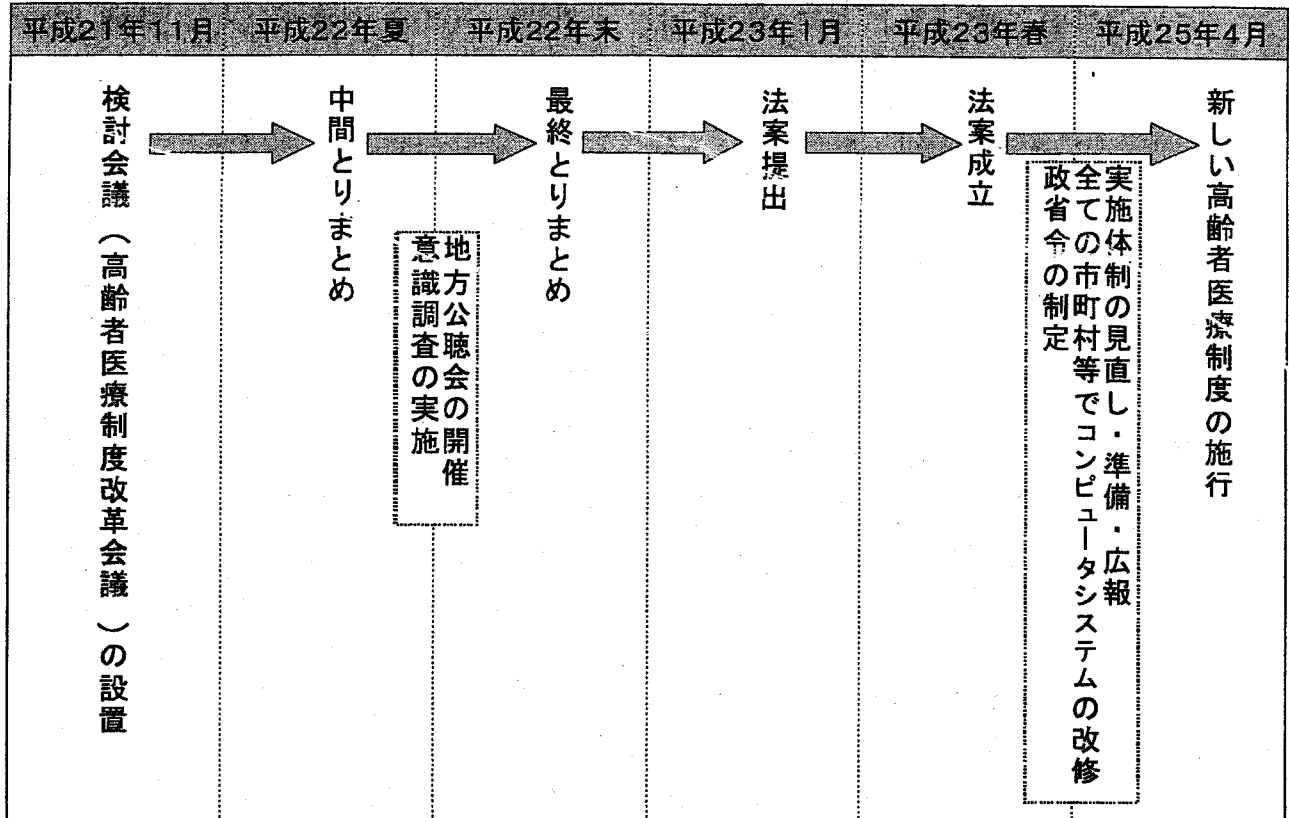 平成21年11月
平成22年夏
平成22年末
平成23年1月
平成23年春
平成25年4月
検討会議（高齢者医療制度改革会議）の設置
中間とりまとめ
地方公聴会の開催
意識調査の実施
最終とりまとめ
法案提出
法案成立
実施体制の見直し・準備・広報
全ての市町村等でコンピュータシステムの改修
政省令の制定
新しい高齢者医療制度の施行